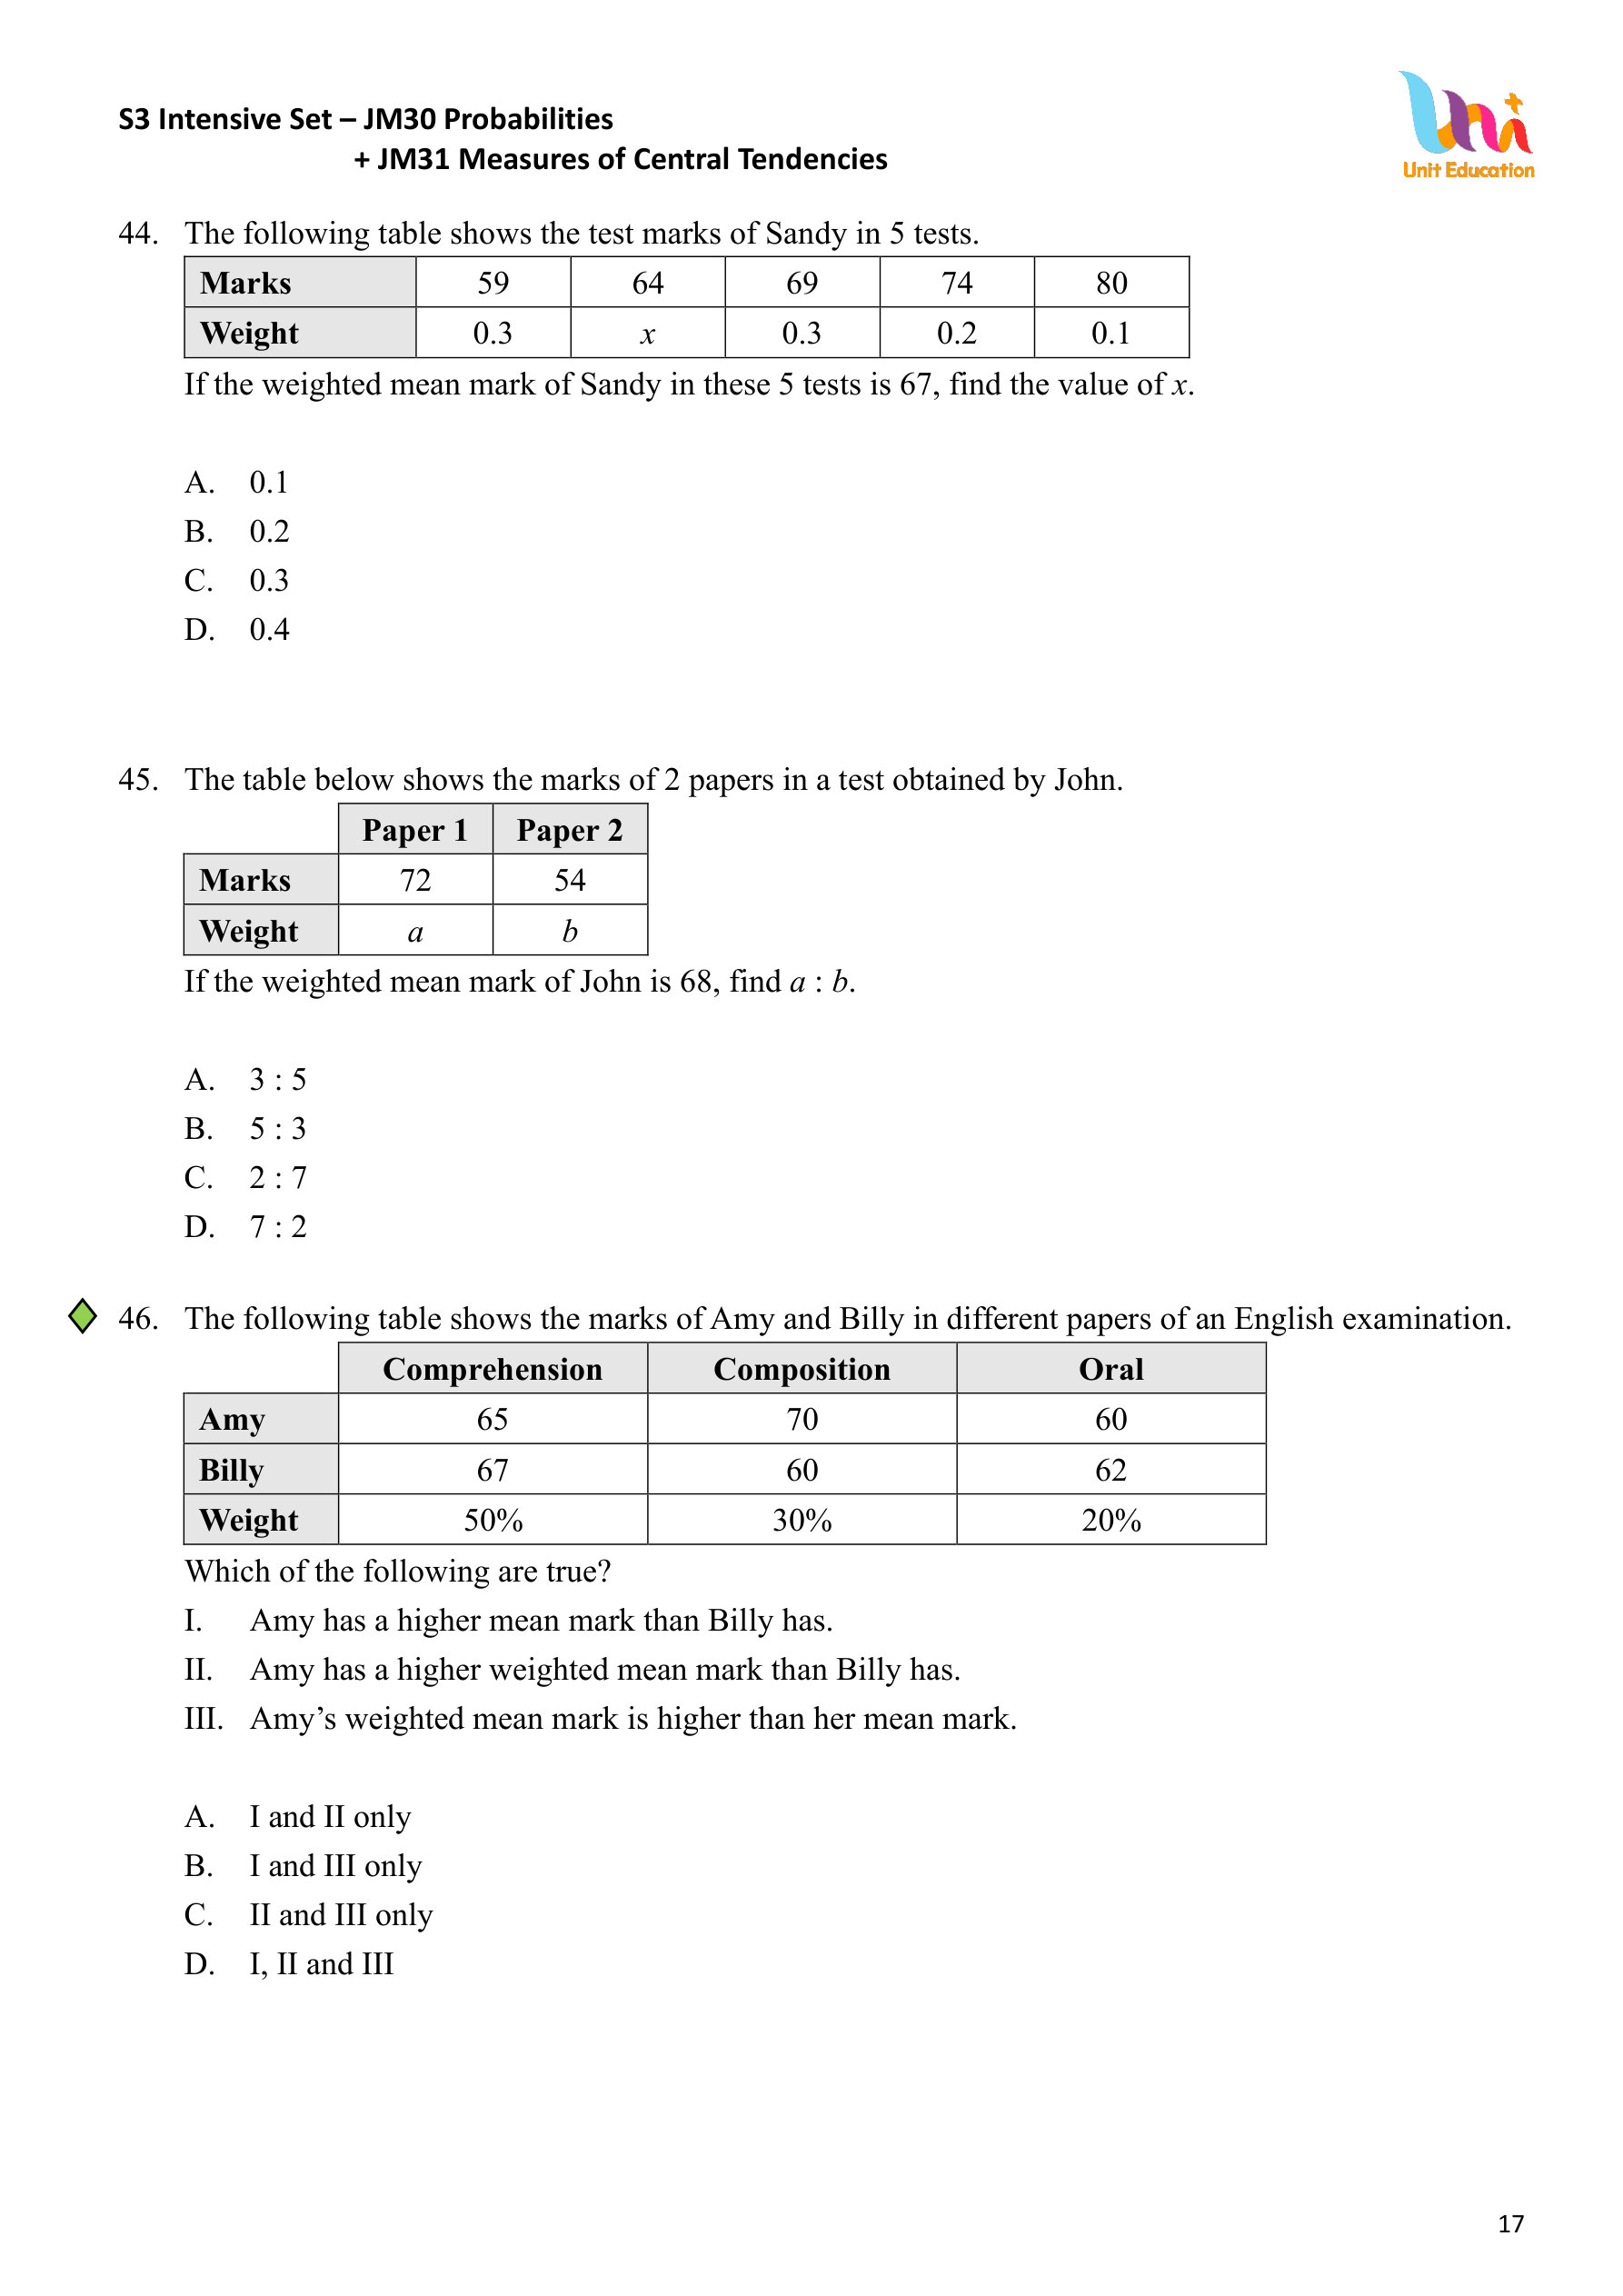 S3 Intensive Set – JM30 Probabilities
+ JM31 Measures of Central Tendencies
Unit Education
44. The following table shows the test marks of Sandy in 5 tests.
Marks 59 64 69 74 80
Weight 0.3 x 0.3 0.2 0.1
If the weighted mean mark of Sandy in these 5 tests is 67, find the value of x.
A. 0.1
B. 0.2
C. 0.3
D. 0.4
45. The table below shows the marks of 2 papers in a test obtained by John.
Paper 1 Paper 2
Marks 72 54
Weight a b
If the weighted mean mark of John is 68, find a : b.
A. 3 : 5
B. 5 : 3
C. 2 : 7
D. 7 : 2
46. The following table shows the marks of Amy and Billy in different papers of an English examination.
Comprehension Composition Oral
Amy 65 70 60
Billy 67 60 62
Weight 50% 30% 20%
Which of the following are true?
I. Amy has a higher mean mark than Billy has.
II. Amy has a higher weighted mean mark than Billy has.
III. Amy’s weighted mean mark is higher than her mean mark.
A. I and II only
B. I and III only
C. II and III only
D. I, II and III
17